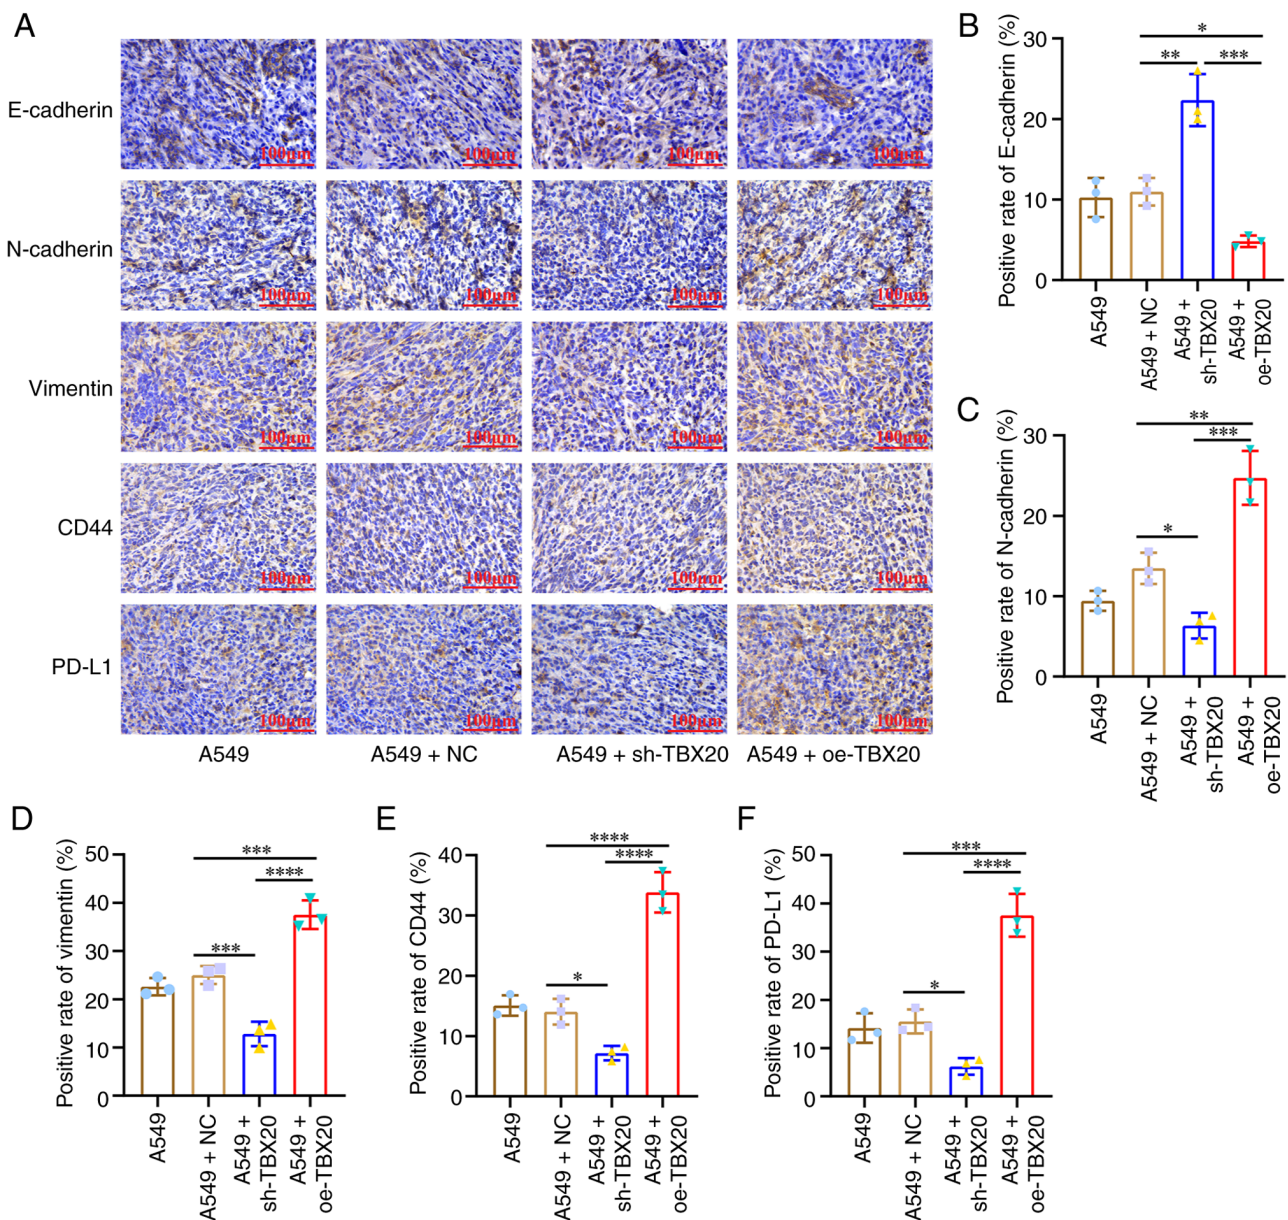 A
E-cadherin
100μm
100μm
100μm
100μm
N-cadherin
100μm
100μm
100μm
100μm
Vimentin
100μm
100μm
100μm
100μm
CD44
100μm
100μm
100μm
100μm
PD-L1
100μm
100μm
100μm
100μm
A549
A549 + NC
A549 + sh-TBX20
A549 + oe-TBX20
B
Positive rate of E-cadherin (%)
30
20
10
0
*
**
***
A549
A549 + NC
A549 +
sh-TBX20
A549 +
oe-TBX20
C
Positive rate of N-cadherin (%)
30
20
10
0
**
***
*
A549
A549 + NC
A549 +
sh-TBX20
A549 +
oe-TBX20
D
Positive rate of vimentin (%)
50
40
30
20
10
0
***
****
***
A549
A549 + NC
A549 +
sh-TBX20
A549 +
oe-TBX20
E
Positive rate of CD44 (%)
40
30
20
10
0
****
****
*
A549
A549 + NC
A549 +
sh-TBX20
A549 +
oe-TBX20
F
Positive rate of PD-L1 (%)
50
40
30
20
10
0
***
****
*
A549
A549 + NC
A549 +
sh-TBX20
A549 +
oe-TBX20